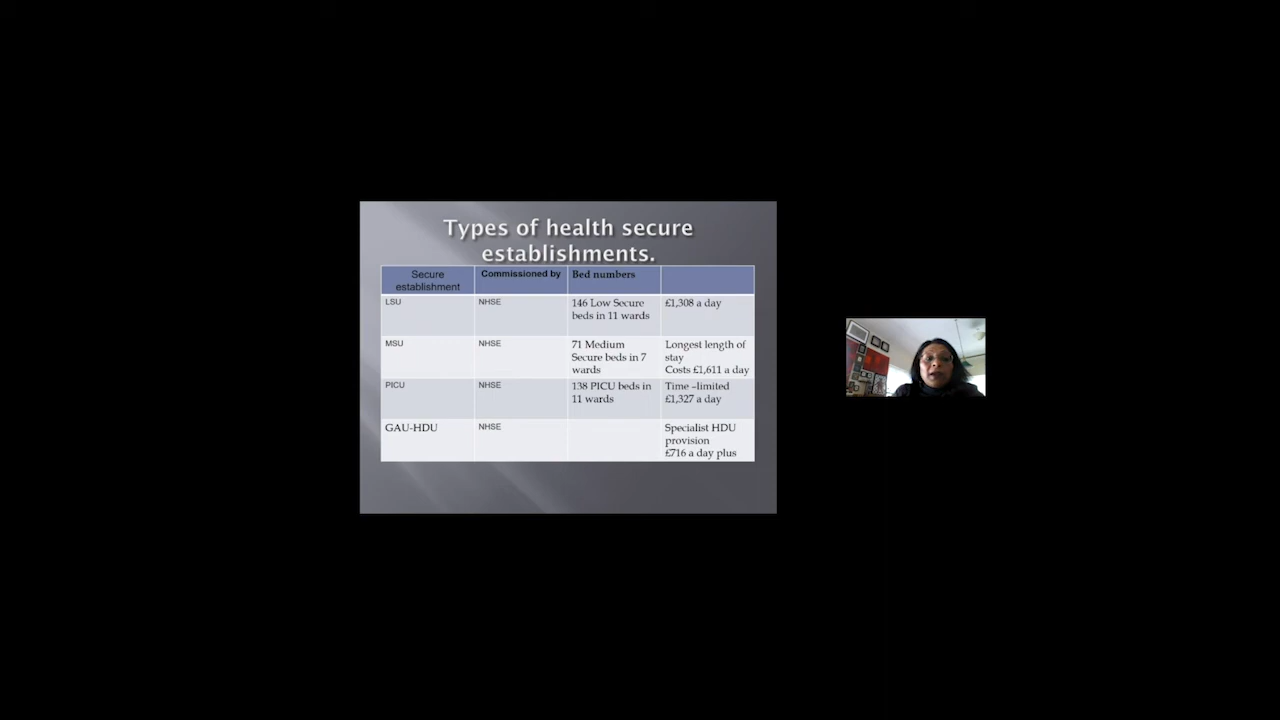 Types of health secure
establishments.
Secure
establishment
Commissioned by
Bed numbers
LSU
NHSE
146 Low Secure
beds in 11 wards
£1,308 a day
MSU
NHSE
71 Medium
Secure beds in 7
wards
Longest length of
stay
Costs £1,611 a day
PICU
NHSE
138 PICU beds in
11 wards
Time –limited
£1,327 a day
GAU-HDU
NHSE
Specialist HDU
provision
£716 a day plus